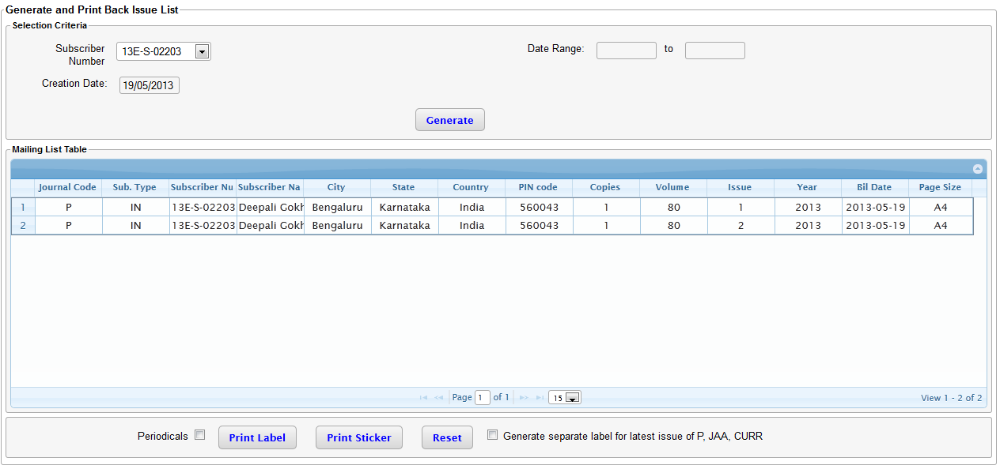 Generate and Print Back Issue List
Selection Criteria
Subscriber Number 13E-S-02203 Date Range: to
Creation Date: 19/05/2013
Generate
Mailing List Table
Journal Code Sub. Type Subscriber Nu Subscriber Na City State Country PIN code Copies Volume Issue Year Bil Date Page Size
1 P IN 13E-S-02203 Deepali Gokh Bengaluru Karnataka India 560043 1 80 1 2013 2013-05-19 A4
2 P IN 13E-S-02203 Deepali Gokh Bengaluru Karnataka India 560043 1 80 2 2013 2013-05-19 A4
Page 1 of 1 15 View 1 - 2 of 2
Periodicals Print Label Print Sticker Reset Generate separate label for latest issue of P, JAA, CURR